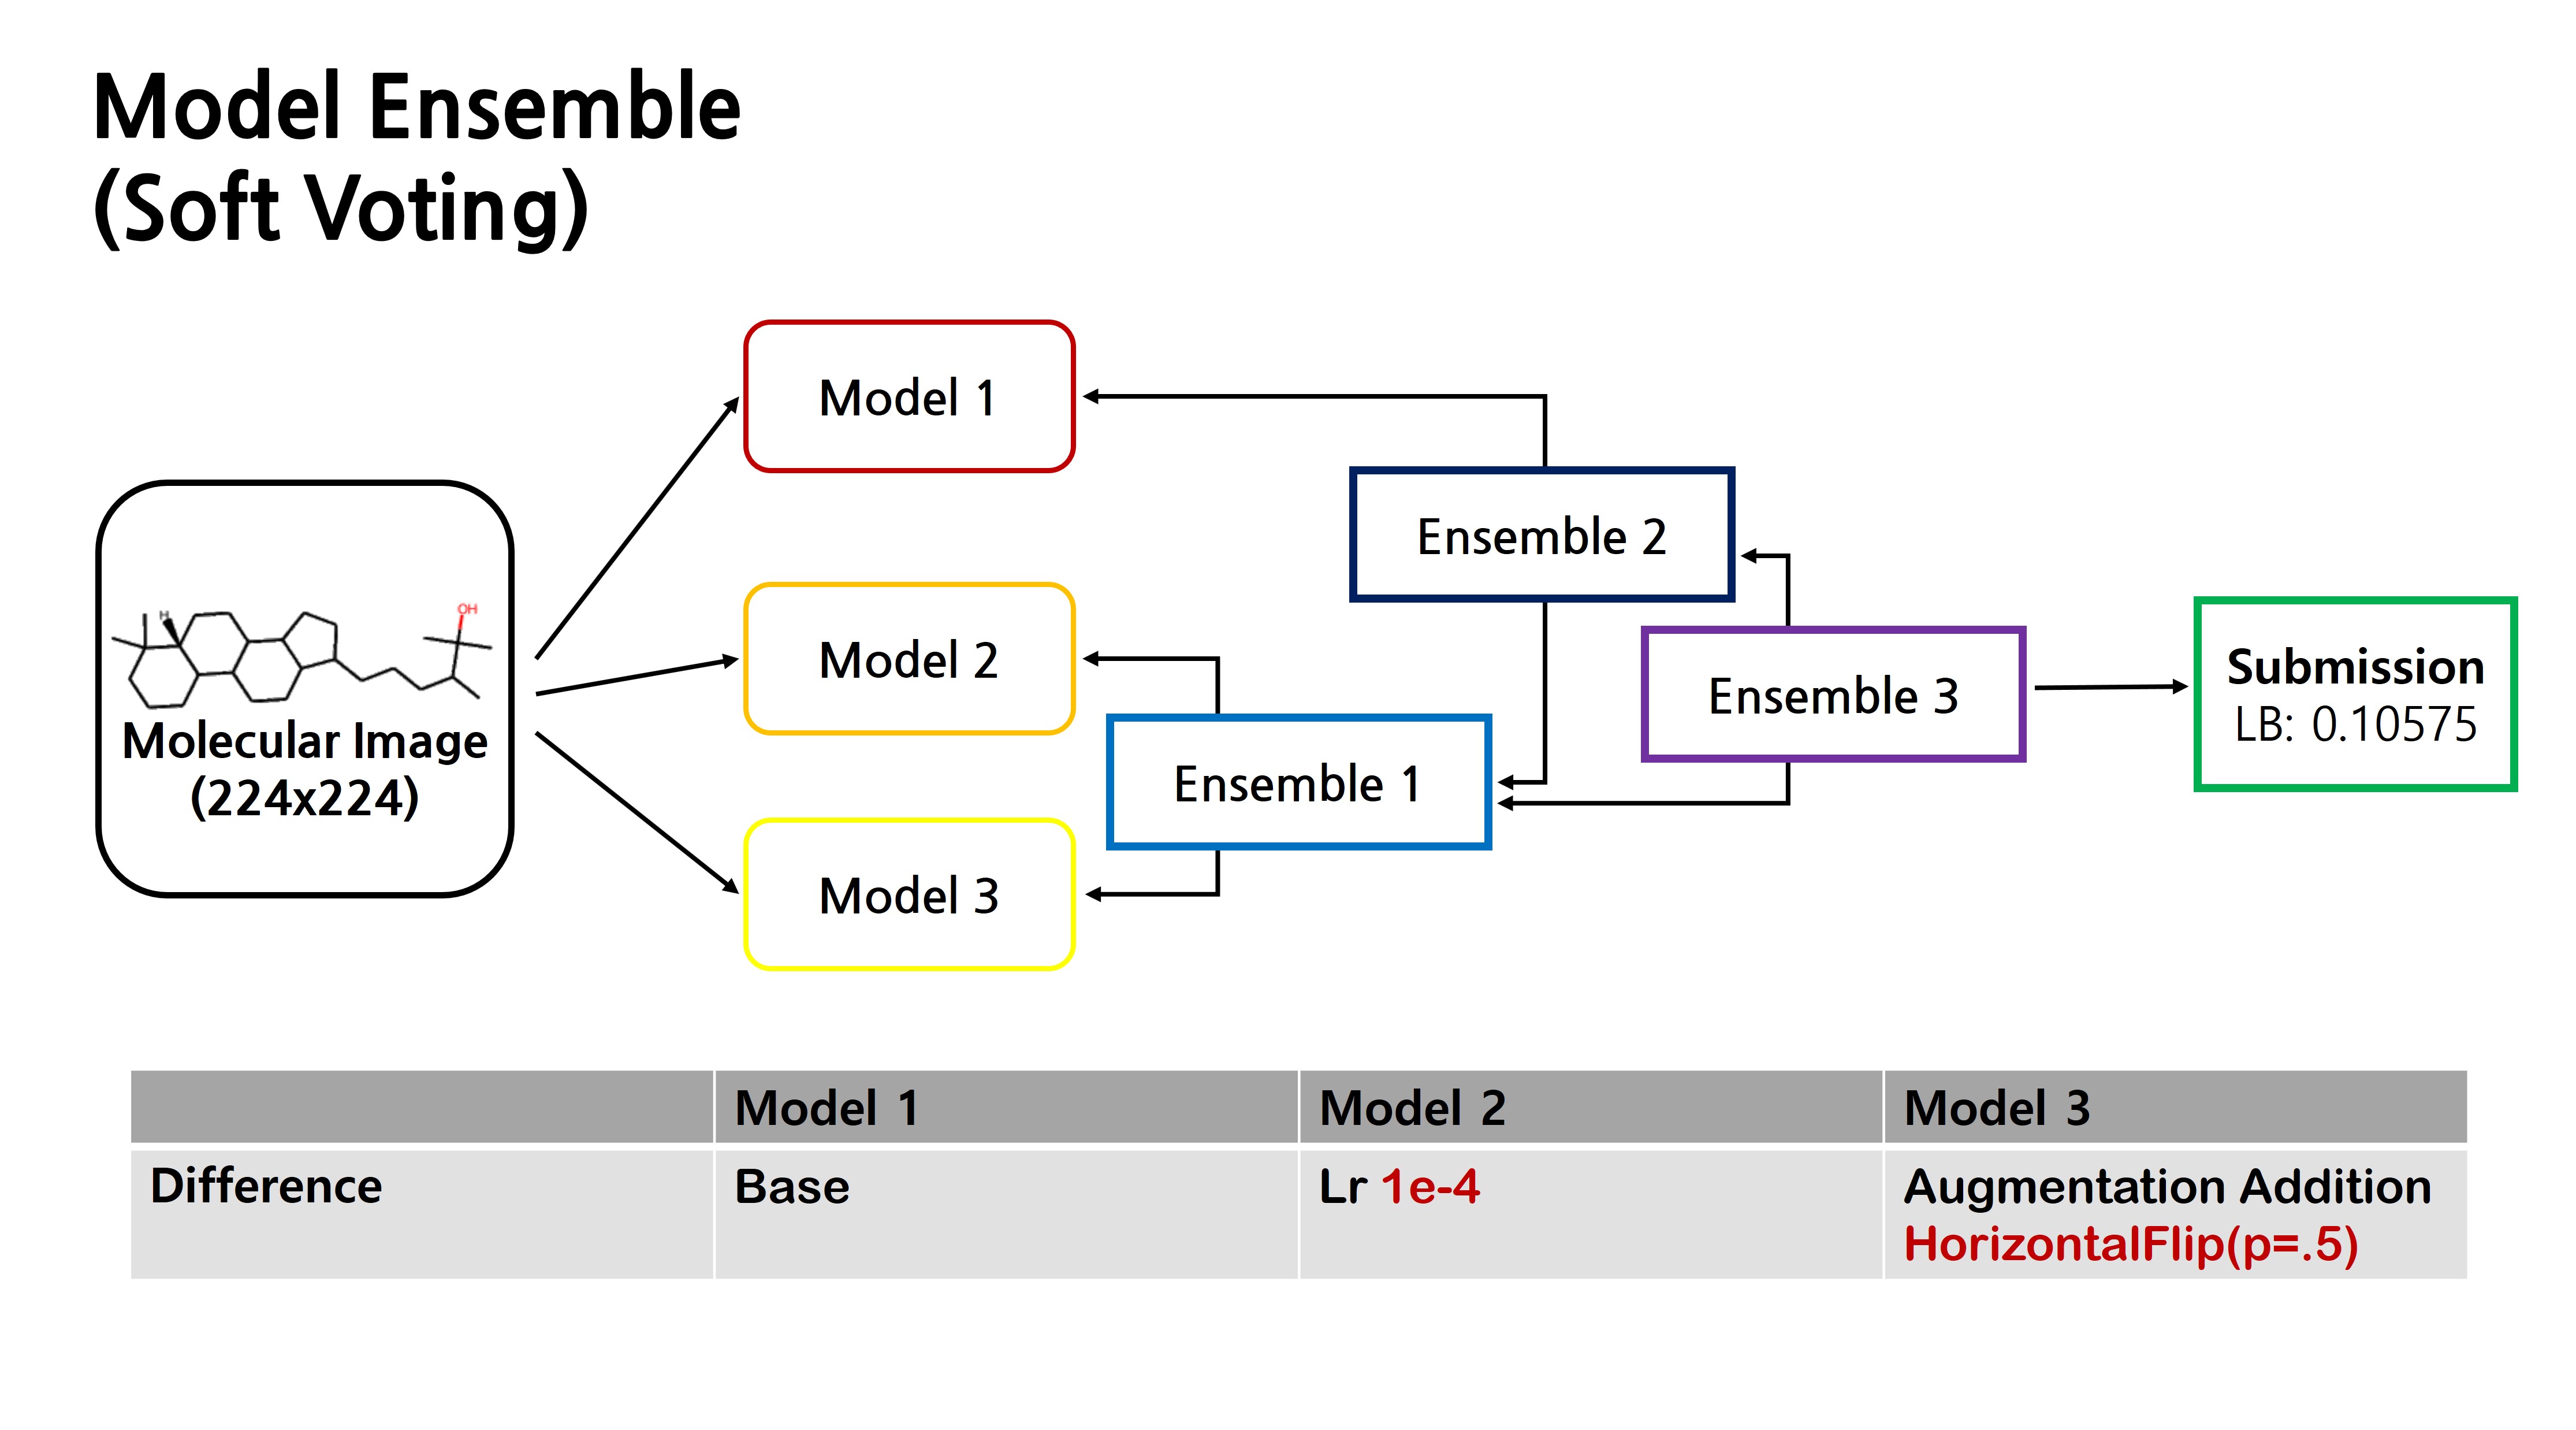 Model Ensemble
(Soft Voting)
Model 1
Ensemble 2
H
OH
Molecular Image
(224x224)
Model 2
Ensemble 1
Ensemble 3
Submission
LB: 0.10575
Model 3
Model 1 Model 2 Model 3
Difference Base Lr 1e-4 Augmentation Addition
HorizontalFlip(p=.5)